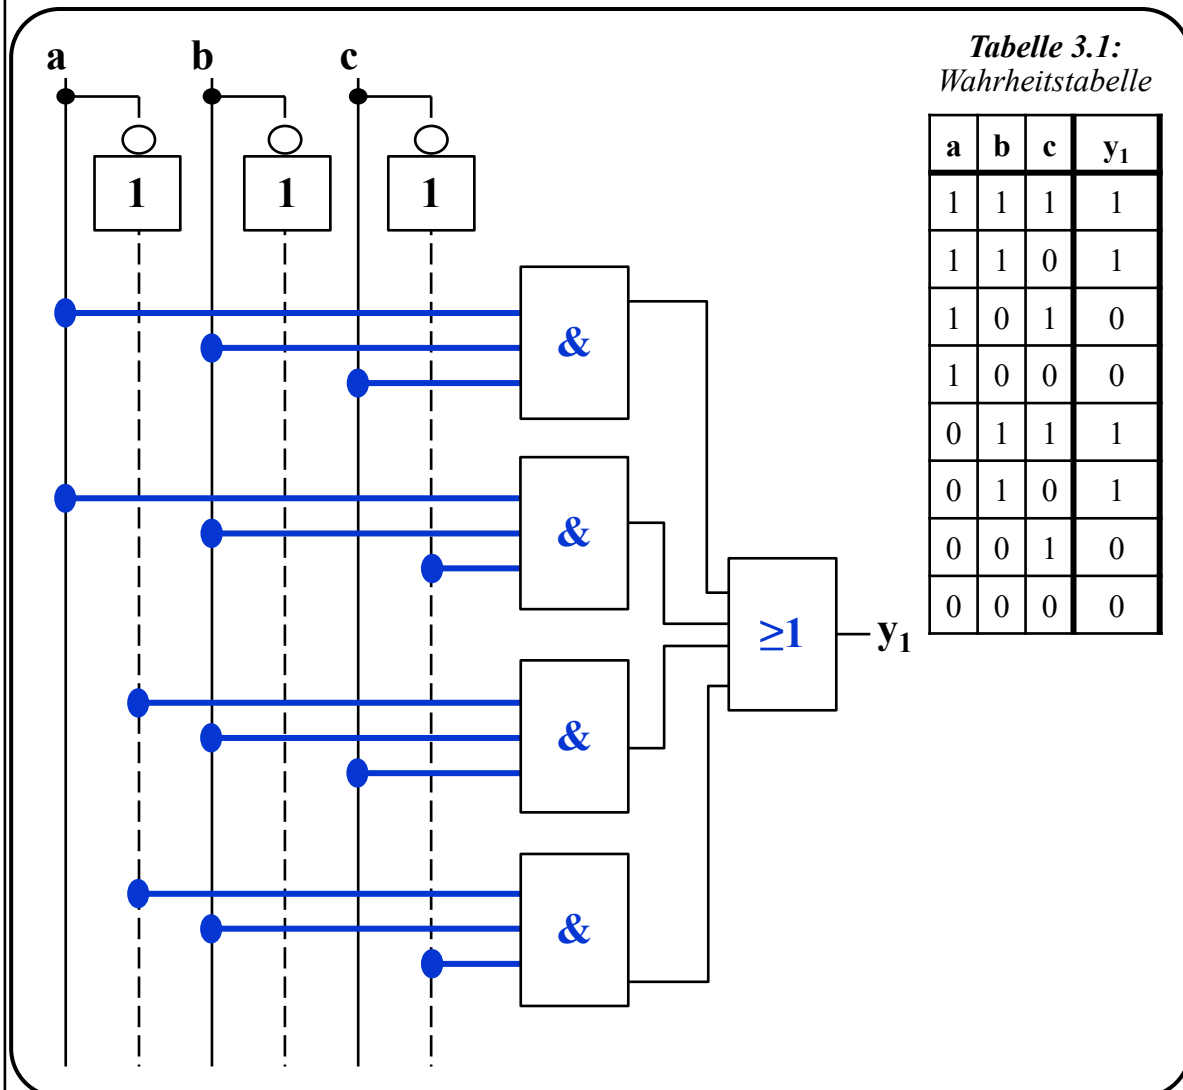 a b c
Tabelle 3.1:
Wahrheitstabelle
1 1 1
&
&
&
&
≥1
y₁
a b c y₁
1 1 1 1
1 1 0 1
1 0 1 0
1 0 0 0
0 1 1 1
0 1 0 1
0 0 1 0
0 0 0 0